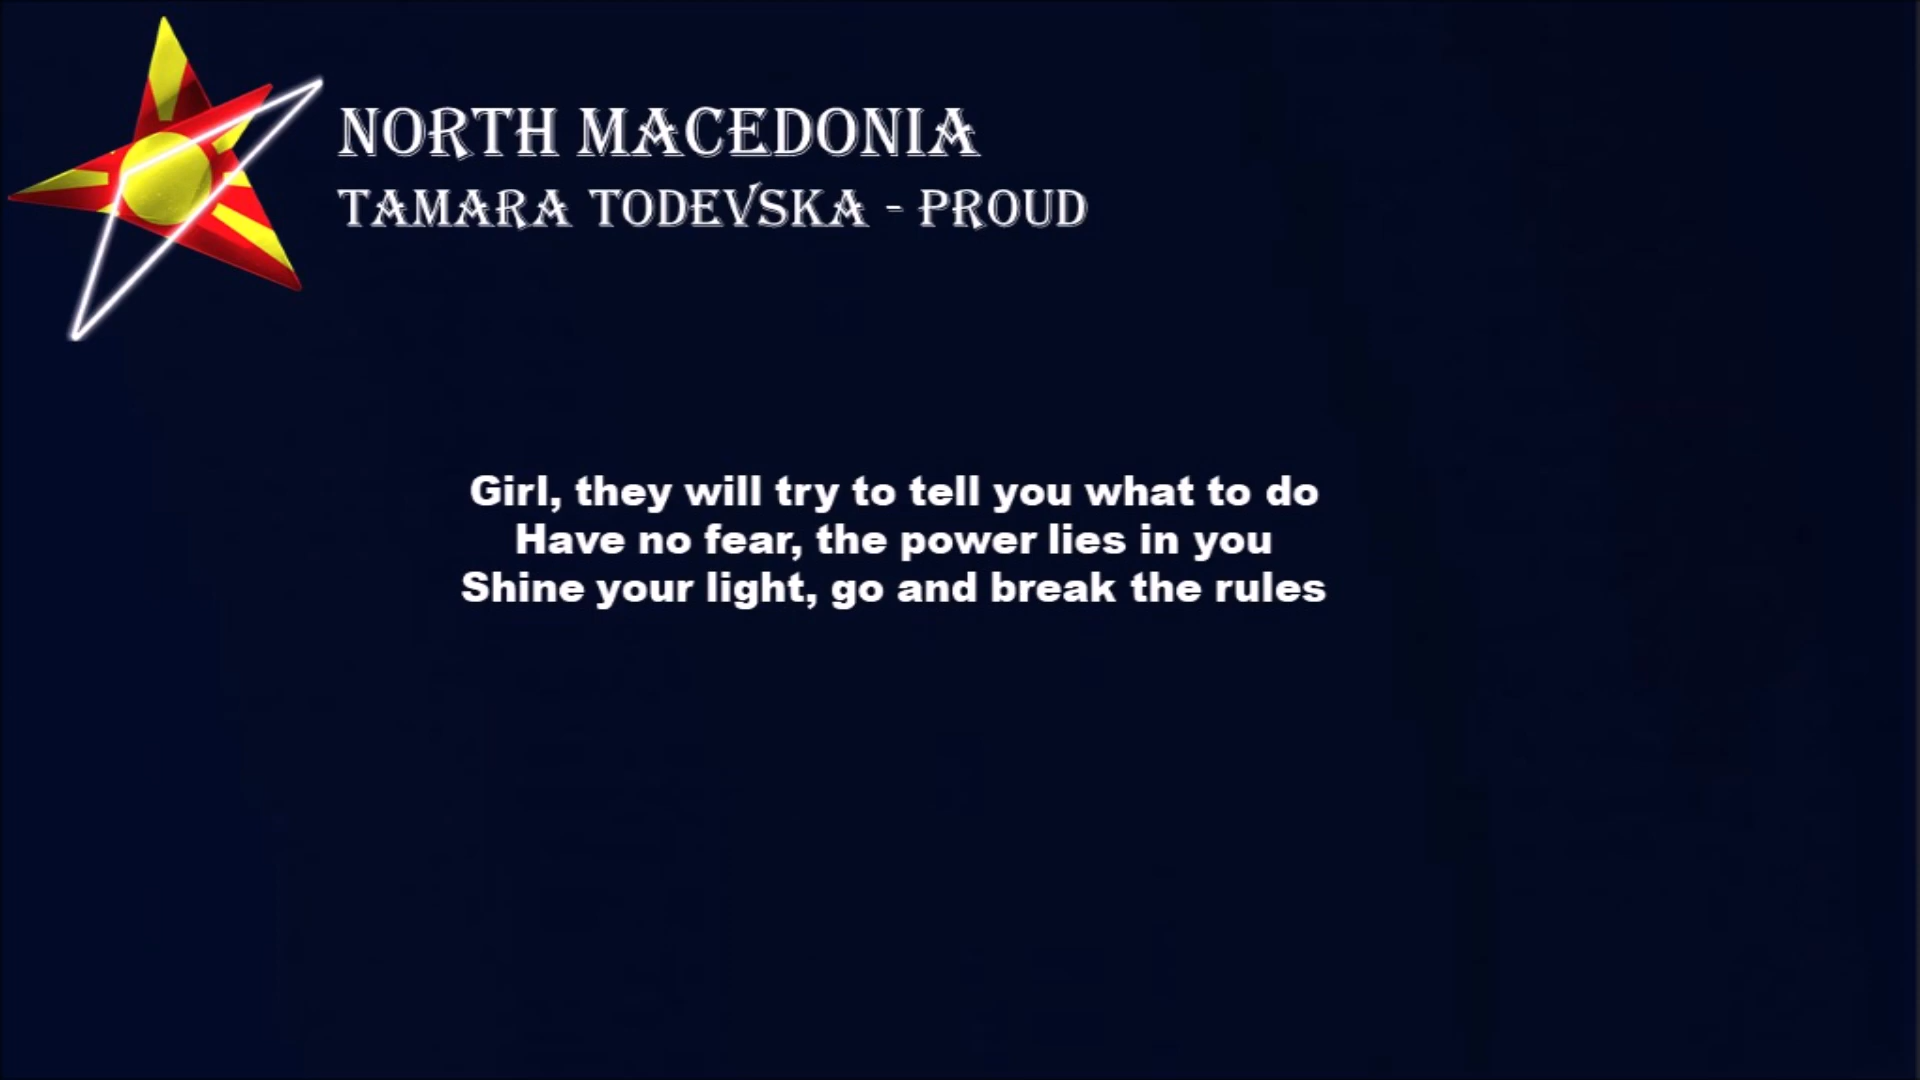 NORTH MACEDONIA
TAMARA TODEVSKA - PROUD
Girl, they will try to tell you what to do
Have no fear, the power lies in you
Shine your light, go and break the rules